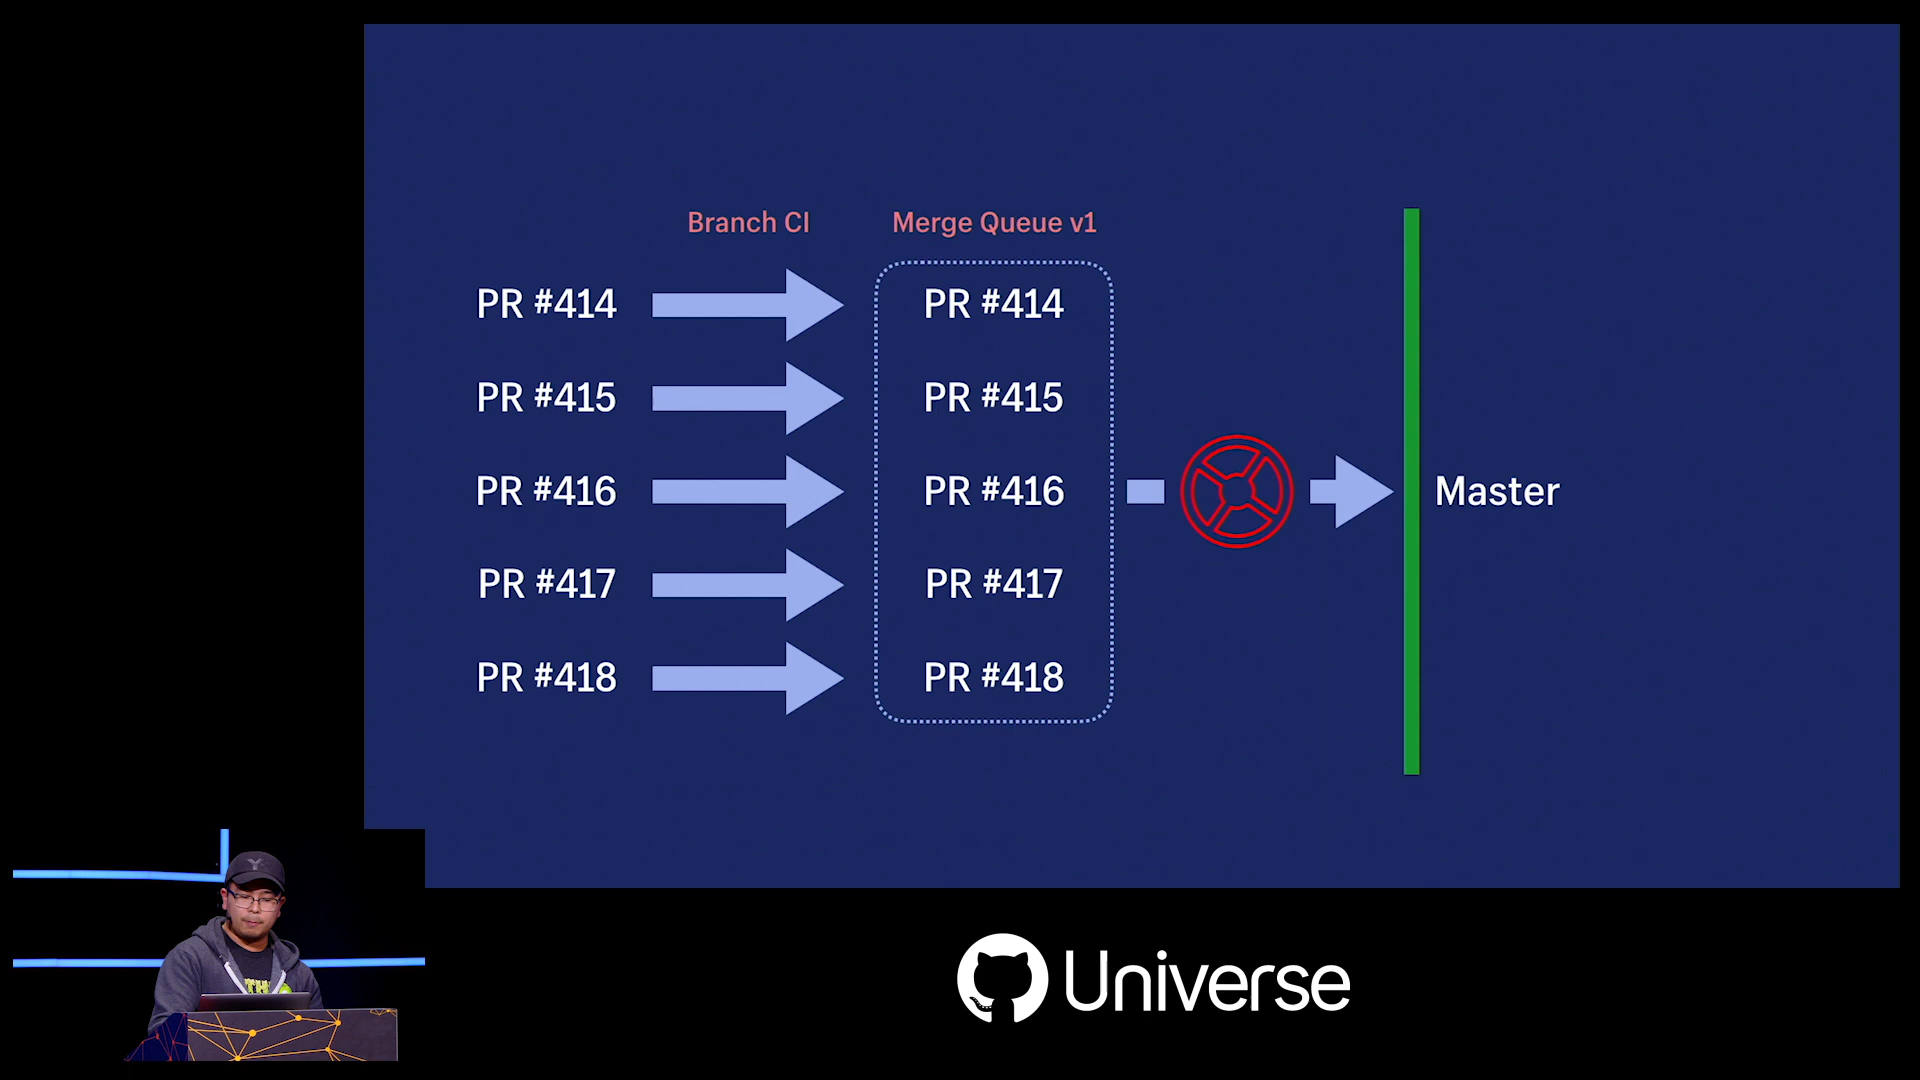 Branch CI
Merge Queue v1
PR #414
PR #414
PR #415
PR #415
PR #416
PR #416
Master
PR #417
PR #417
PR #418
PR #418
Universe